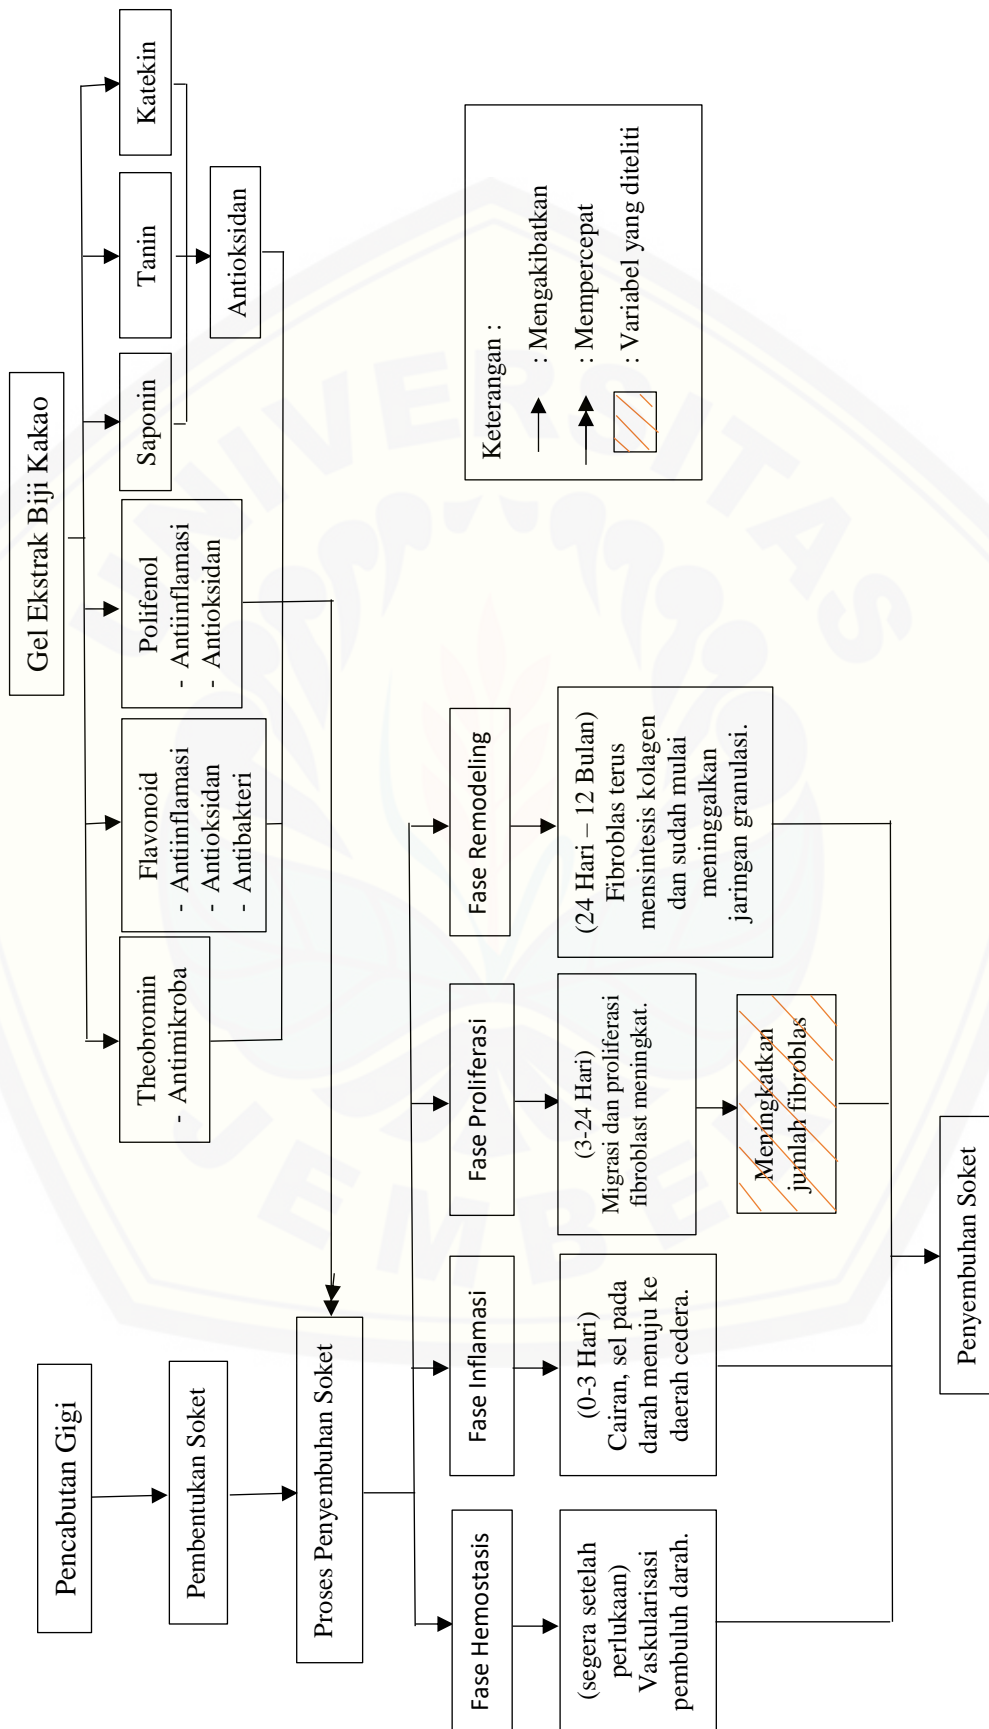 Pencabutan Gigi
Pembentukan Soket
Proses Penyembuhan Soket
Gel Ekstrak Biji Kakao
Theobromin
- Antimikroba
Flavonoid
- Antiinflamasi
- Antioksidan
- Antibakteri
Polifenol
- Antiinflamasi
- Antioksidan
Saponin
Tanin
Katekin
Antioksidan
Fase Hemostasis
Fase Inflamasi
Fase Proliferasi
Fase Remodeling
(segera setelah
perlukaan)
Vaskularisasi
pembuluh darah.
(0-3 Hari)
Cairan, sel pada
darah menuju ke
daerah cedera.
(3-24 Hari)
Migrasi dan proliferasi
fibroblast meningkat.
(24 Hari – 12 Bulan)
Fibroblas terus
mensintesis kolagen
dan sudah mulai
meninggalkan
jaringan granulasi.
Meningkatkan
jumlah fibroblas
Penyembuhan Soket
Keterangan :
: Mengakibatkan
: Mempercepat
: Variabel yang diteliti
UNIVERSITAS
JEMBER